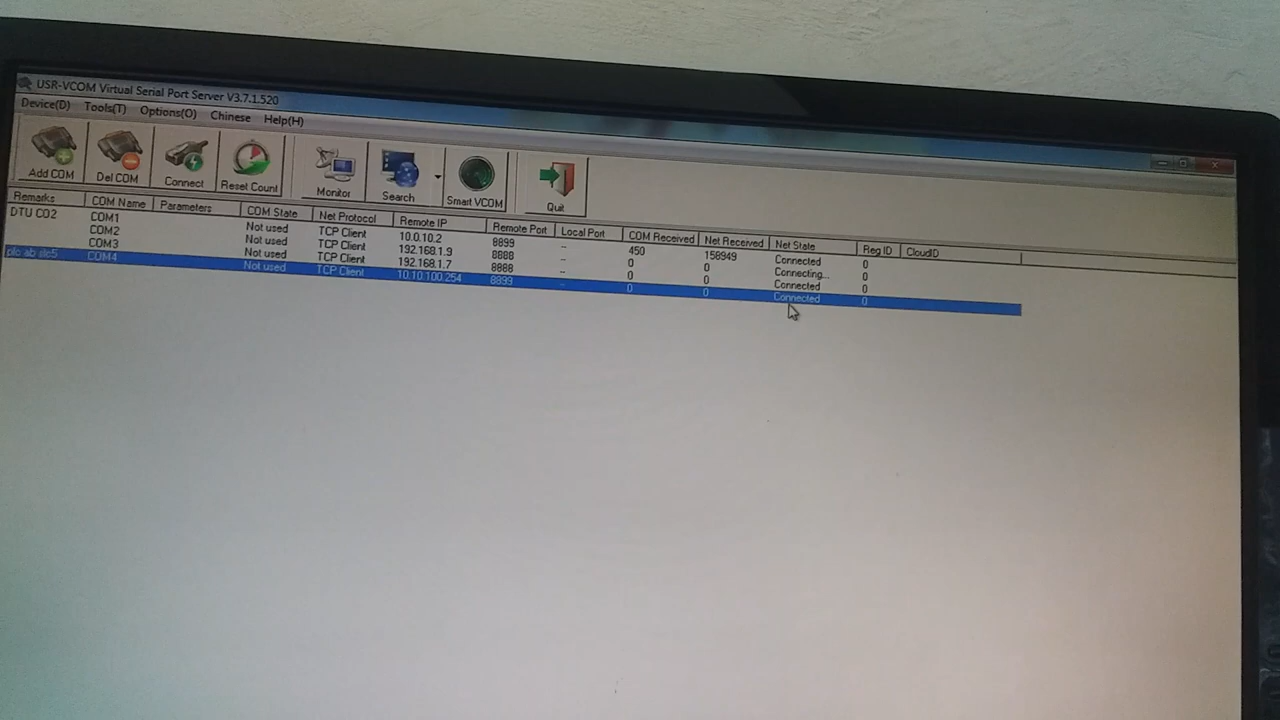 USR-VCOM Virtual Serial Port Server V3.7.1.520
Device(D) Tools(T) Options(O) Chinese Help(H)
Add COM Del COM Connect Reset Count Monitor Search Smart VCOM Quit
Remarks COM Name Parameters COM State Net Protocol Remote IP Remote Port Local Port COM Received Net Received Net State Reg ID CloudID
DTU CO2 COM1 Not used TCP Client 10.0.10.2 8899 -- 450 158949 Connected 0
COM2 Not used TCP Client 192.168.1.9 8888 -- 0 0 Connecting... 0
COM3 Not used TCP Client 192.168.1.7 8888 -- 0 0 Connected 0
plc ab slc5 COM4 Not used TCP Client 10.10.100.254 8899 -- 0 0 Connected 0